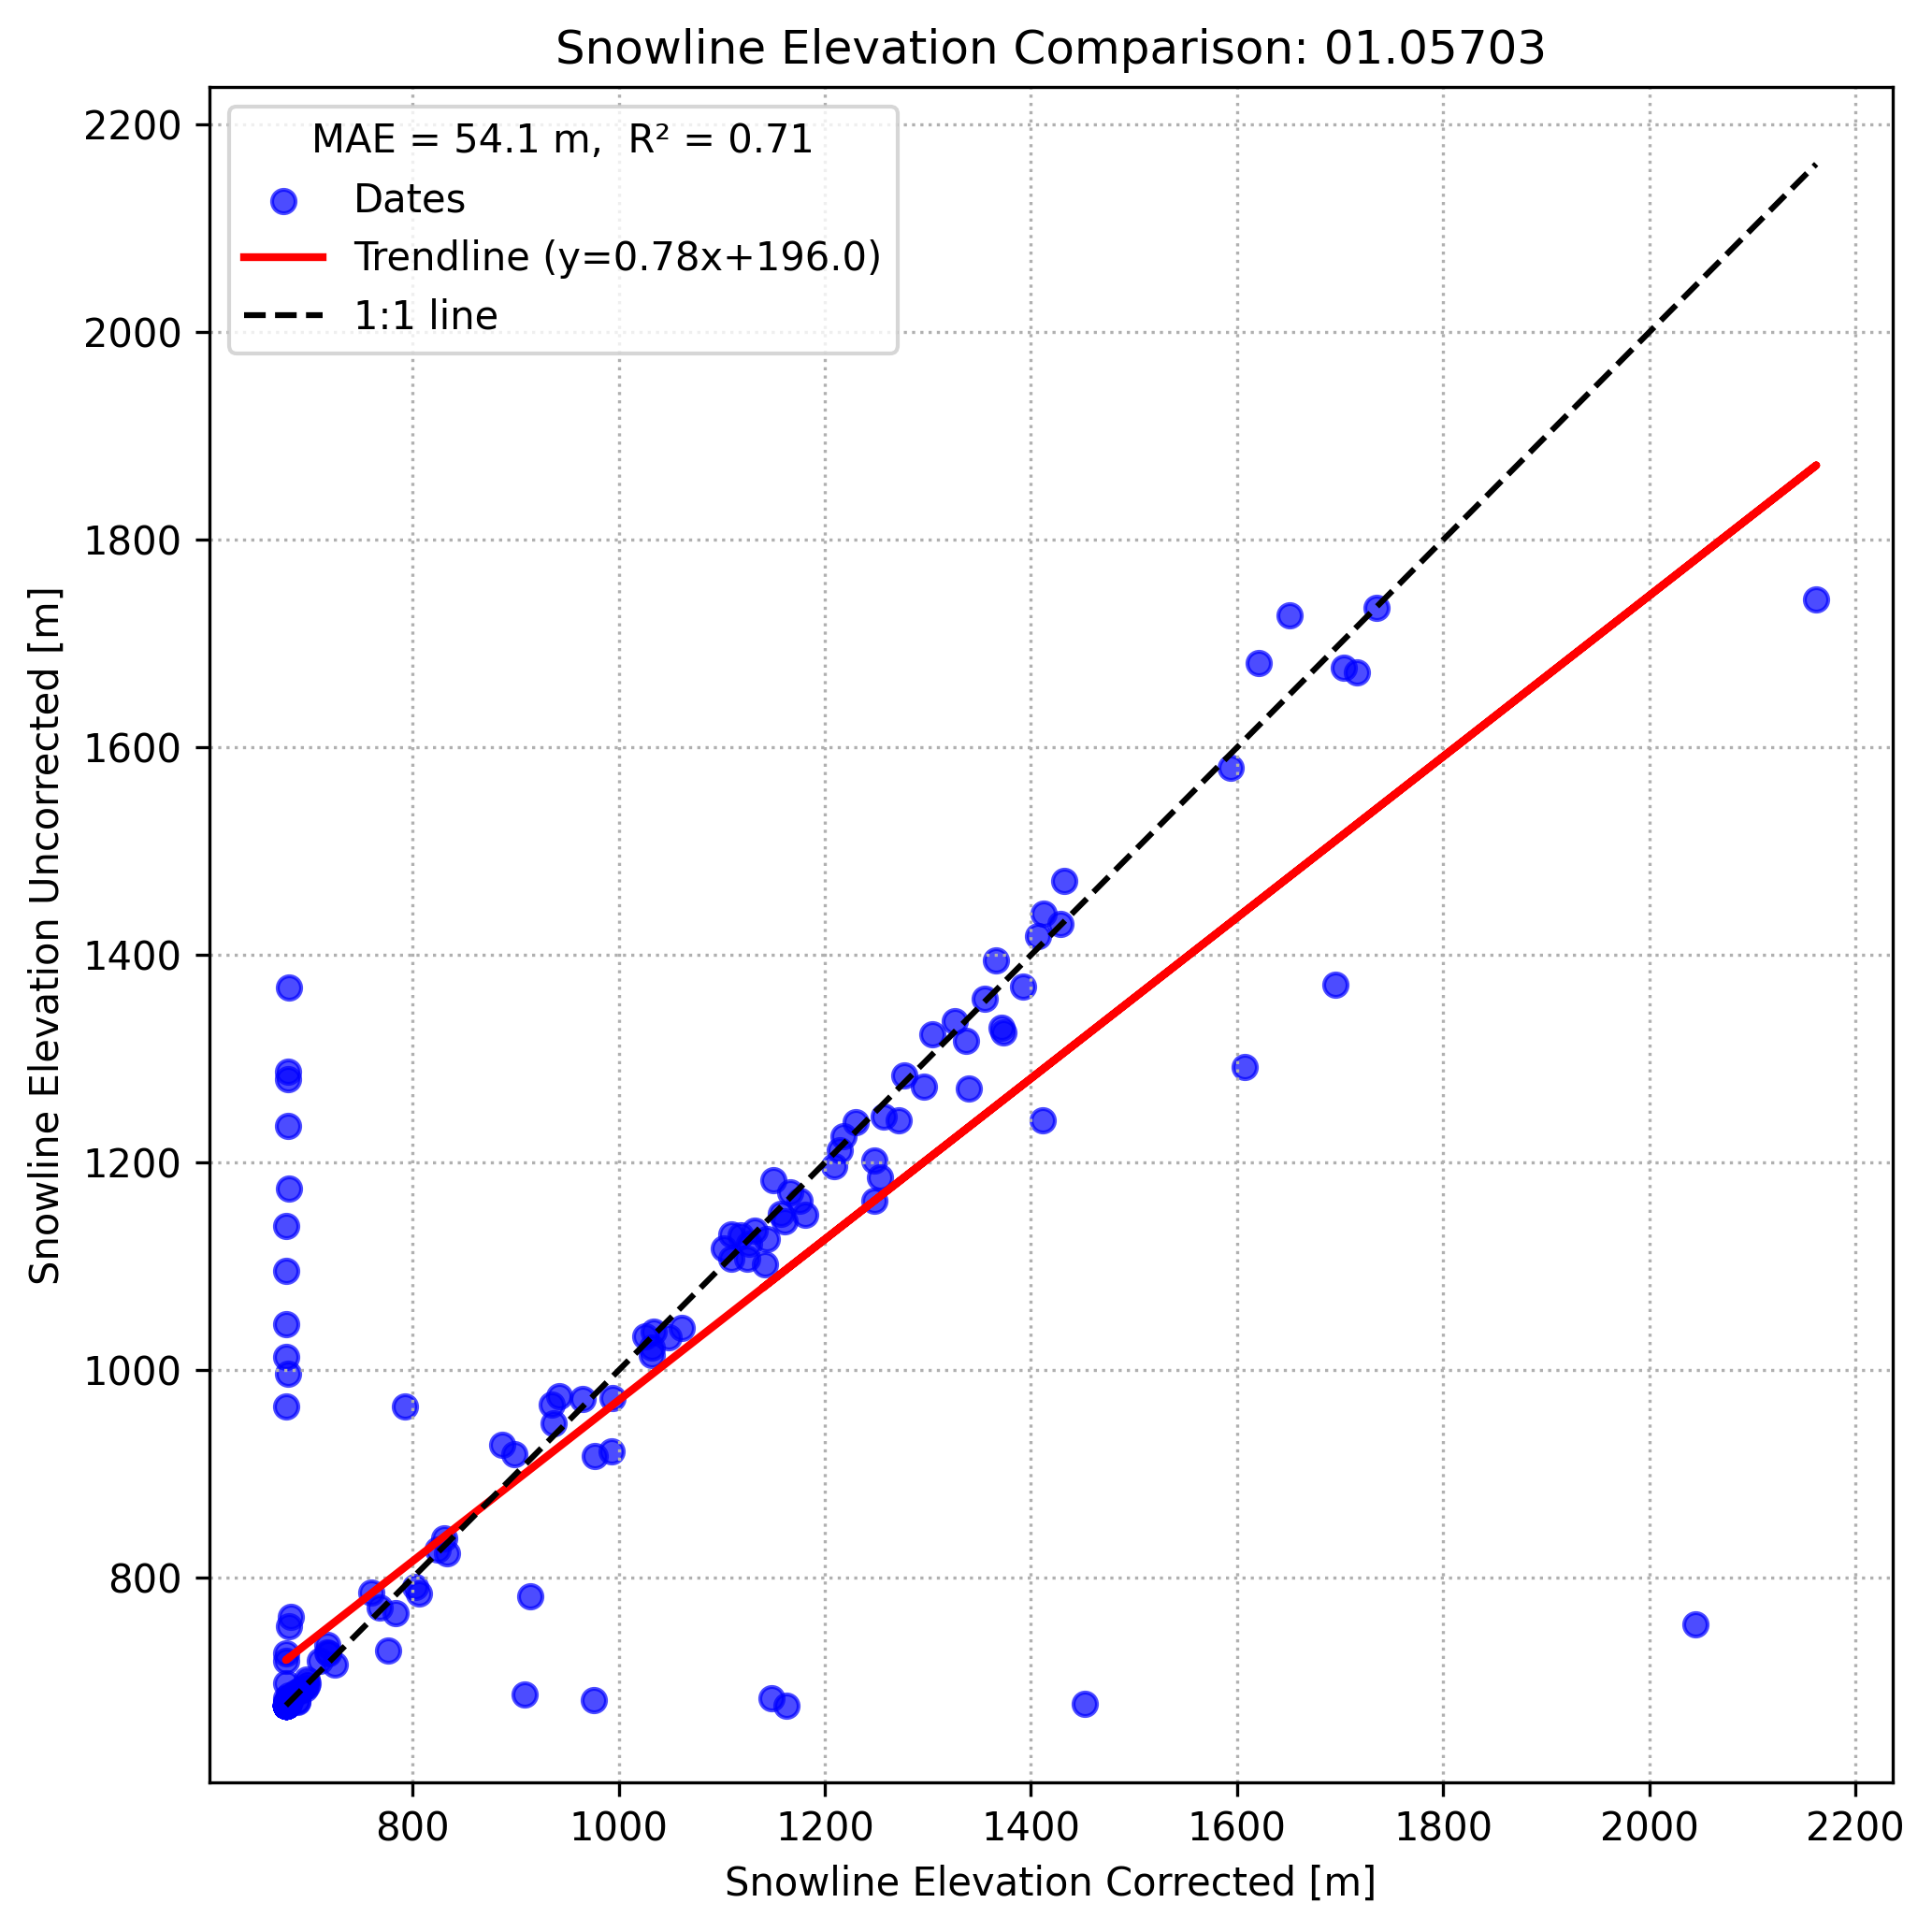 Snowline Elevation Comparison: 01.05703
MAE = 54.1 m,  R² = 0.71
Dates
Trendline (y=0.78x+196.0)
1:1 line
Snowline Elevation Uncorrected [m]
2200
2000
1800
1600
1400
1200
1000
800
800 1000 1200 1400 1600 1800 2000 2200
Snowline Elevation Corrected [m]